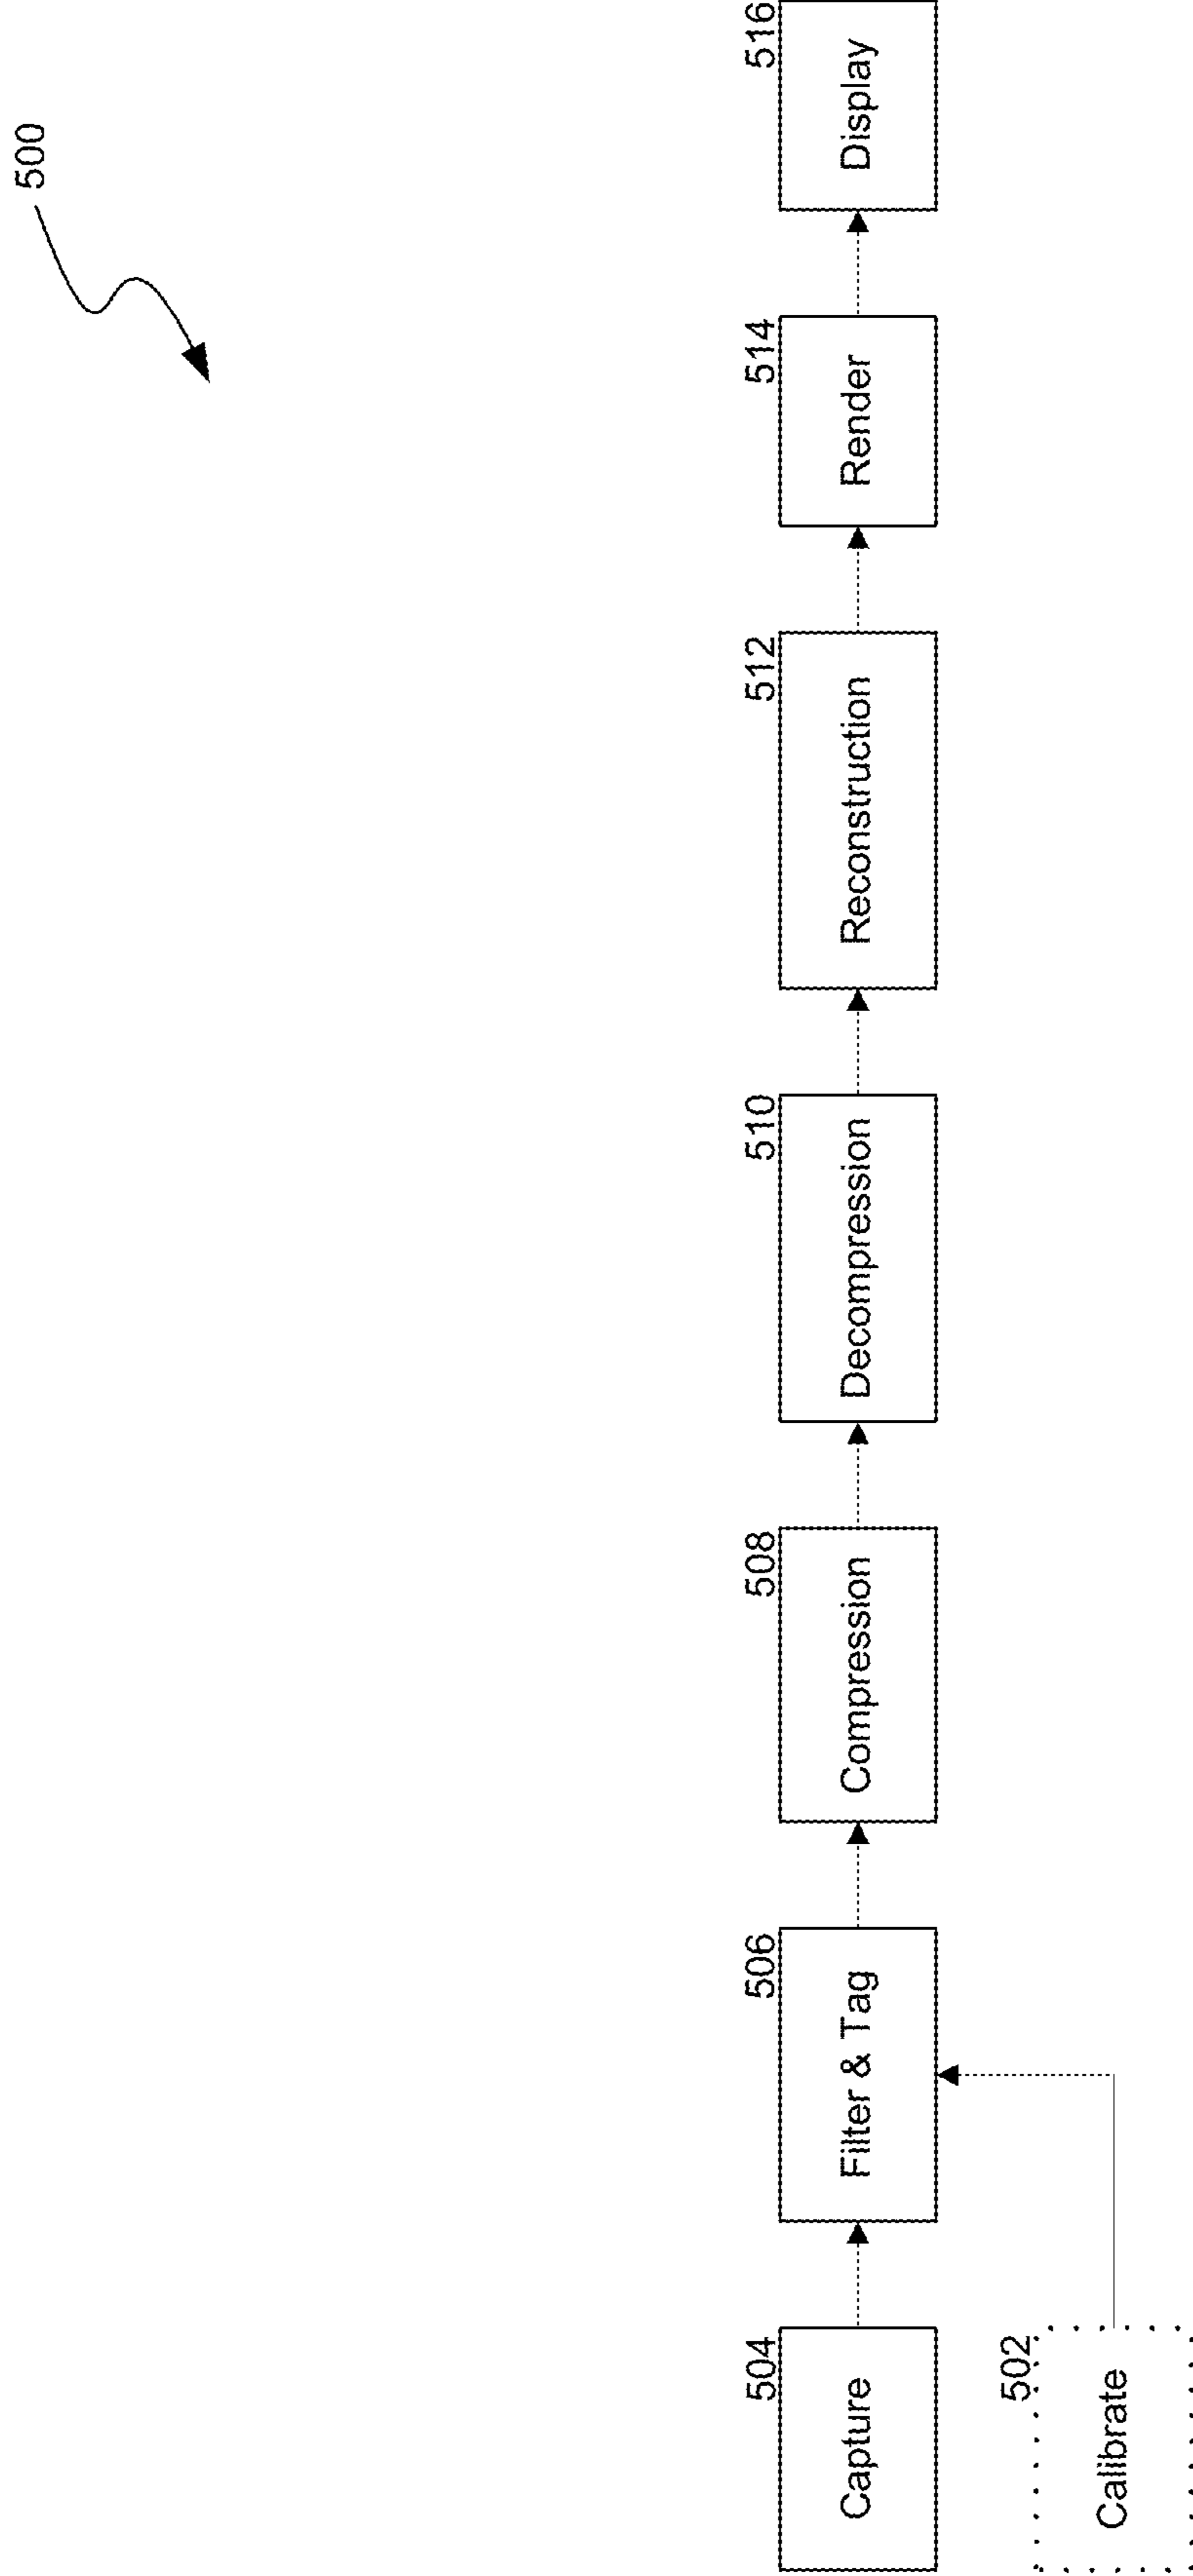 500
504
Capture
506
Filter & Tag
508
Compression
510
Decompression
512
Reconstruction
514
Render
516
Display
502
Calibrate